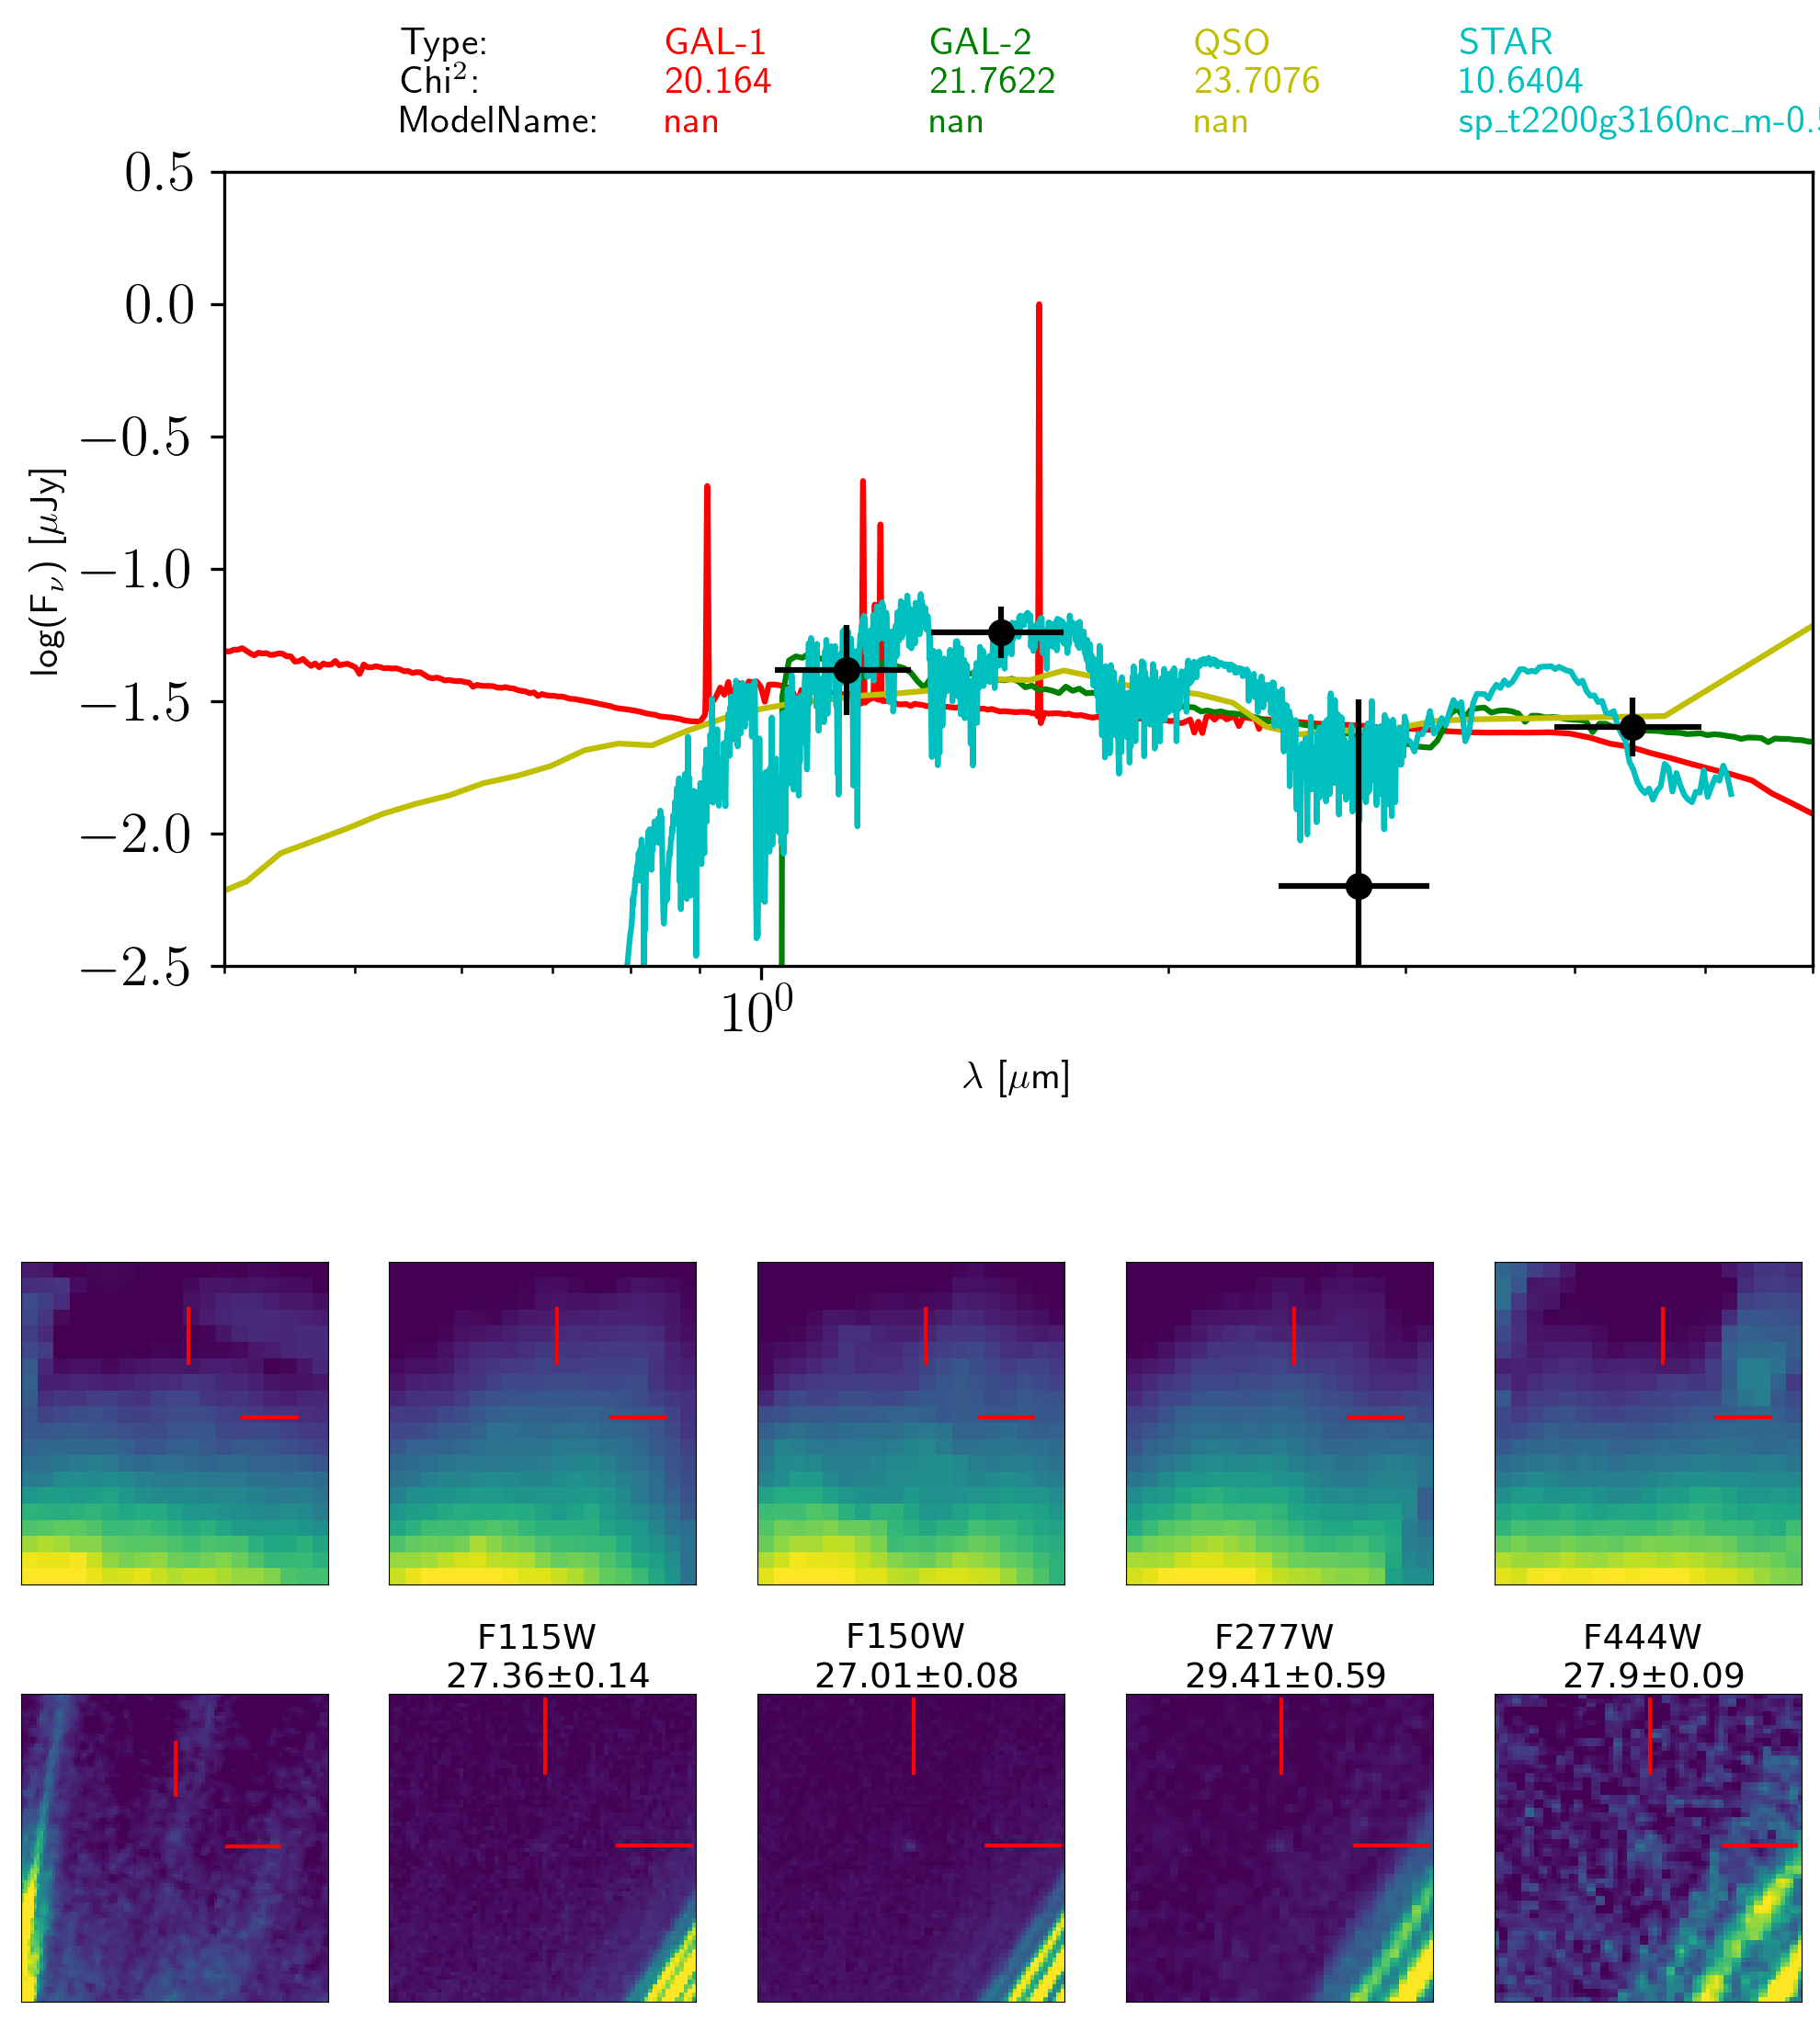 Type: GAL-1 GAL-2 QSO STAR
Chi²: 20.164 21.7622 23.7076 10.6404
ModelName: nan nan nan sp_t2200g3160nc_m-0.
0.5
0.0
−0.5
−1.0
−1.5
−2.0
−2.5
log(Fν) [μJy]
10⁰
λ [μm]
F115W F150W F277W F444W
27.36±0.14 27.01±0.08 29.41±0.59 27.9±0.09